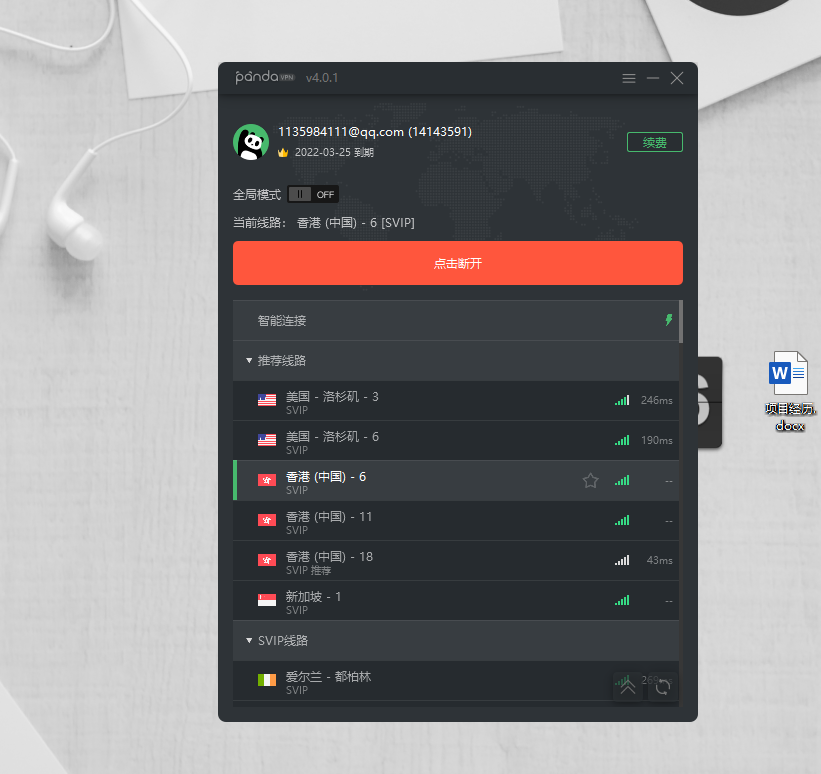 panda VPN v4.0.1
1135984111@qq.com (14143591)
2022-03-25 到期
续费
全局模式 OFF
当前线路： 香港 (中国) - 6 [SVIP]
点击断开
智能连接
推荐线路
美国 - 洛杉矶 - 3
SVIP
246ms
美国 - 洛杉矶 - 6
SVIP
190ms
香港 (中国) - 6
SVIP
--
香港 (中国) - 11
SVIP
--
香港 (中国) - 18
SVIP 推荐
43ms
新加坡 - 1
SVIP
--
SVIP线路
爱尔兰 - 都柏林
SVIP
W
项目经历.
docx